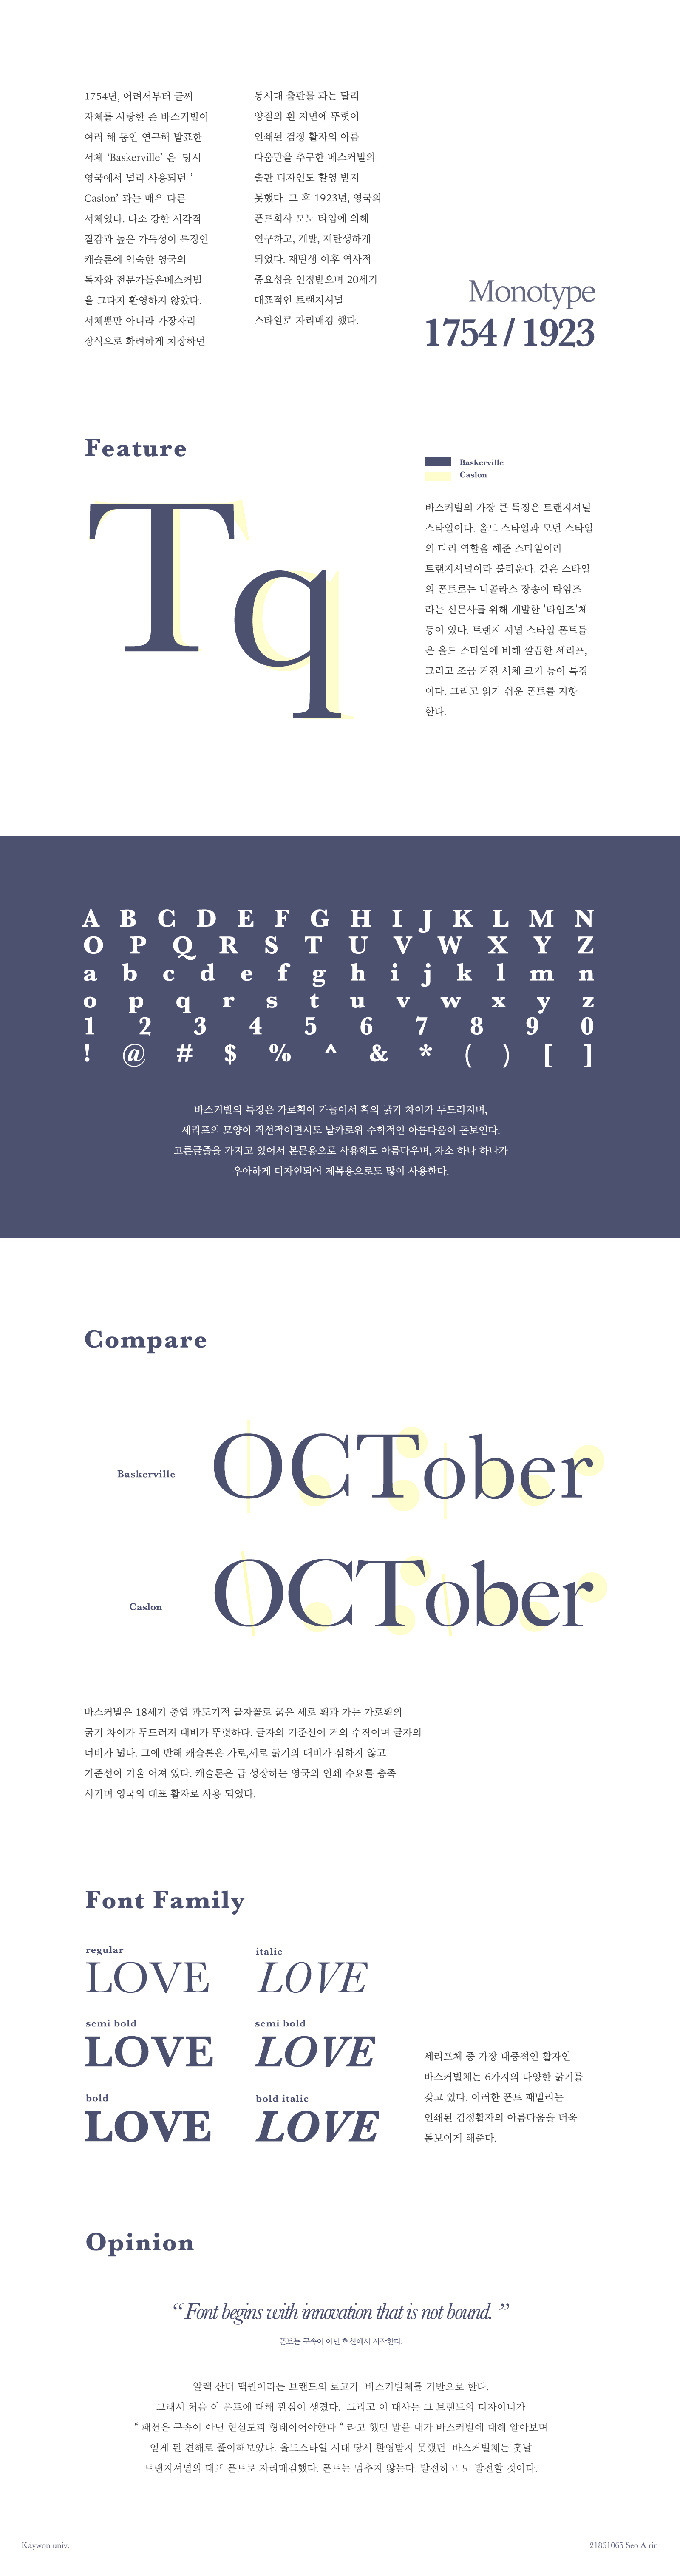 1754년, 어려서부터 글씨
자체를 사랑한 존 바스커빌이
여러 해 동안 연구해 발표한
서체 ‘Baskerville’ 은  당시
영국에서 널리 사용되던 ‘
Caslon’ 과는 매우 다른
서체였다. 다소 강한 시각적
질감과 높은 가독성이 특징인
캐슬론에 익숙한 영국의
독자와 전문가들은베스커빌
을 그다지 환영하지 않았다.
서체뿐만 아니라 가장자리
장식으로 화려하게 치장하던
동시대 출판물 과는 달리
양질의 흰 지면에 뚜렷이
인쇄된 검정 활자의 아름
다움만을 추구한 베스커빌의
출판 디자인도 환영 받지
못했다. 그 후 1923년, 영국의
폰트회사 모노 타입에 의해
연구하고, 개발, 재탄생하게
되었다. 재탄생 이후 역사적
중요성을 인정받으며 20세기
대표적인 트랜지셔널
스타일로 자리매김 했다.
Monotype
1754 / 1923
Feature
Baskerville
Caslon
Tq
바스커빌의 가장 큰 특징은 트랜지셔널
스타일이다. 올드 스타일과 모던 스타일
의 다리 역할을 해준 스타일이라
트랜지셔널이라 불리운다. 같은 스타일
의 폰트로는 니콜라스 장송이 타임즈
라는 신문사를 위해 개발한 '타임즈'체
등이 있다. 트랜지 셔널 스타일 폰트들
은 올드 스타일에 비해 깔끔한 세리프,
그리고 조금 커진 서체 크기 등이 특징
이다. 그리고 읽기 쉬운 폰트를 지향
한다.
A B C D E F G H I J K L M N
O P Q R S T U V W X Y Z
a b c d e f g h i j k l m n
o p q r s t u v w x y z
1 2 3 4 5 6 7 8 9 0
! @ # $ % ^ & * ( ) [ ]
바스커빌의 특징은 가로획이 가늘어서 획의 굵기 차이가 두드러지며,
세리프의 모양이 직선적이면서도 날카로워 수학적인 아름다움이 돋보인다.
고른글줄을 가지고 있어서 본문용으로 사용해도 아름다우며, 자소 하나 하나가
우아하게 디자인되어 제목용으로도 많이 사용한다.
Compare
Baskerville
OCTober
Caslon
OCTober
바스커빌은 18세기 중엽 과도기적 글자꼴로 굵은 세로 획과 가는 가로획의
굵기 차이가 두드러져 대비가 뚜렷하다. 글자의 기준선이 거의 수직이며 글자의
너비가 넓다. 그에 반해 캐슬론은 가로,세로 굵기의 대비가 심하지 않고
기준선이 기울 어져 있다. 캐슬론은 급 성장하는 영국의 인쇄 수요를 충족
시키며 영국의 대표 활자로 사용 되었다.
Font Family
regular
LOVE
italic
LOVE
semi bold
LOVE
semi bold
LOVE
bold
LOVE
bold italic
LOVE
세리프체 중 가장 대중적인 활자인
바스커빌체는 6가지의 다양한 굵기를
갖고 있다. 이러한 폰트 패밀리는
인쇄된 검정활자의 아름다움을 더욱
돋보이게 해준다.
Opinion
“ Font begins with innovation that is not bound. ”
폰트는 구속이 아닌 혁신에서 시작한다.
알렉 산더 맥퀸이라는 브랜드의 로고가  바스커빌체를 기반으로 한다.
그래서 처음 이 폰트에 대해 관심이 생겼다.  그리고 이 대사는 그 브랜드의 디자이너가
“ 패션은 구속이 아닌 현실도피 형태이어야한다 “ 라고 했던 말을 내가 바스커빌에 대해 알아보며
얻게 된 견해로 풀이해보았다. 올드스타일 시대 당시 환영받지 못했던  바스커빌체는 훗날
트랜지셔널의 대표 폰트로 자리매김했다. 폰트는 멈추지 않는다. 발전하고 또 발전할 것이다.
Kaywon univ.
21861065 Seo A rin